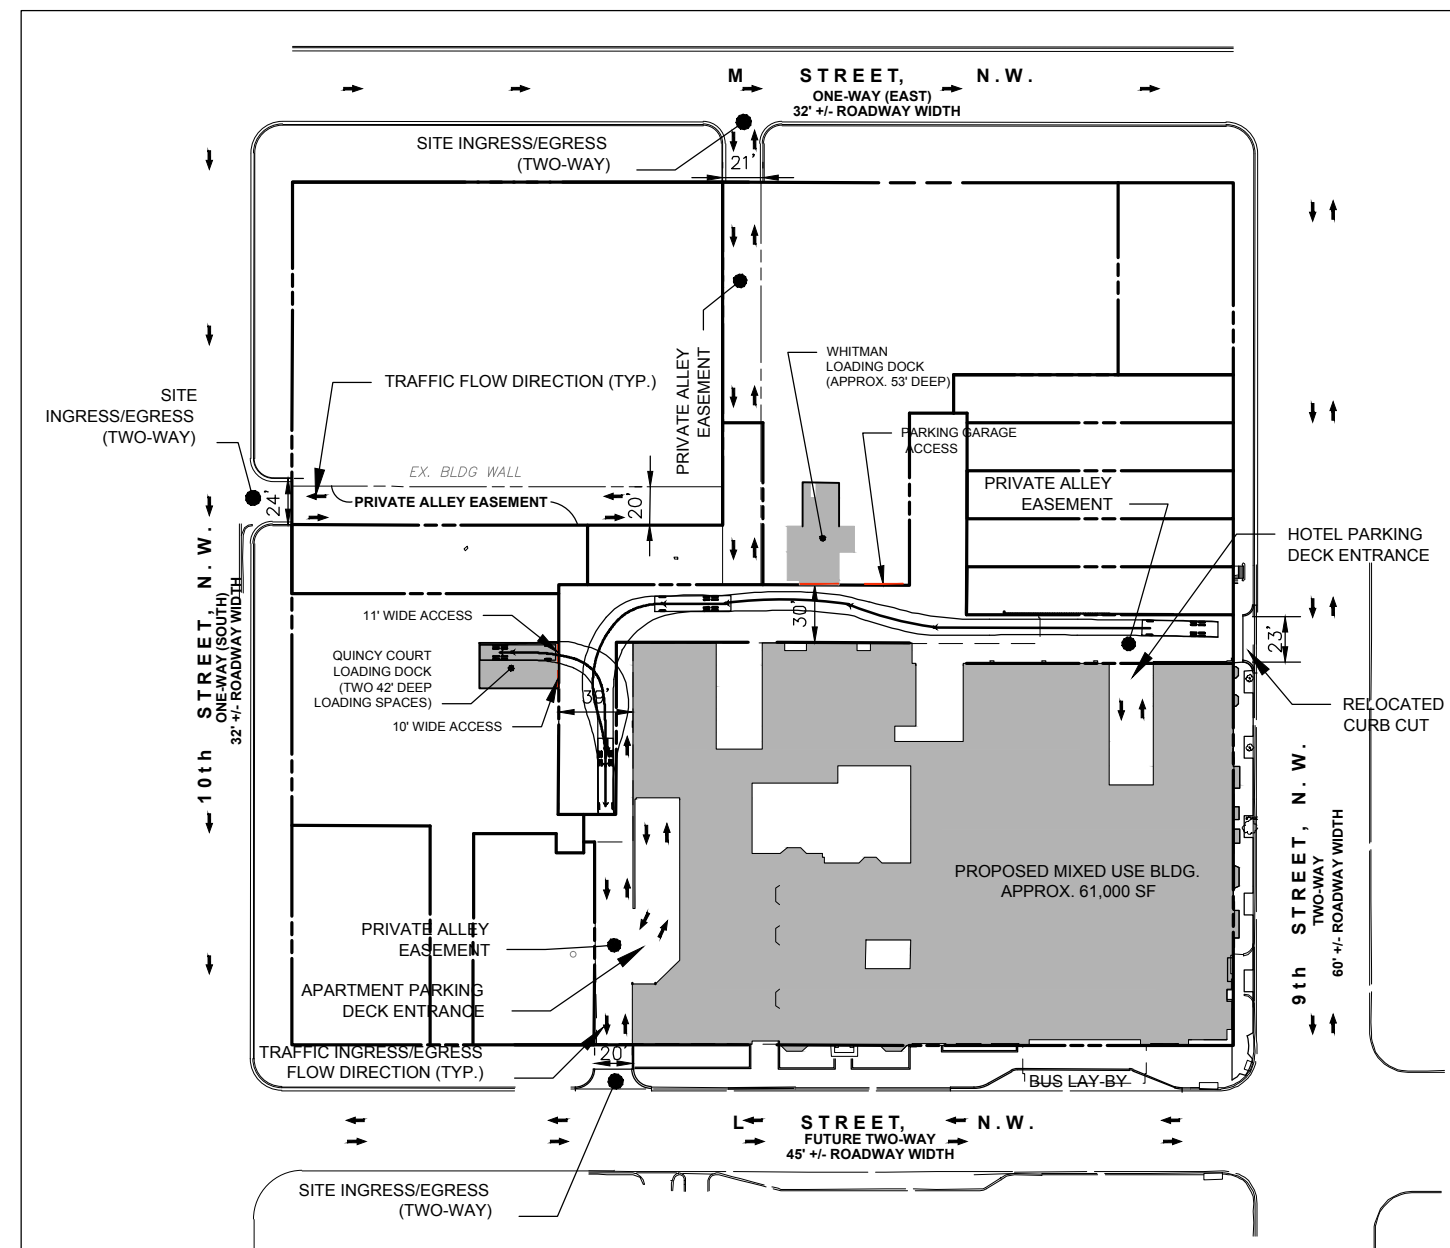 M STREET, N.W.
ONE-WAY (EAST)
32' +/- ROADWAY WIDTH
SITE INGRESS/EGRESS
(TWO-WAY)
21'
PRIVATE ALLEY
EASEMENT
WHITMAN
LOADING DOCK
(APPROX. 53' DEEP)
TRAFFIC FLOW DIRECTION (TYP.)
SITE
INGRESS/EGRESS
(TWO-WAY)
PARKING GARAGE
ACCESS
EX. BLDG WALL
PRIVATE ALLEY EASEMENT
24'
20'
PRIVATE ALLEY
EASEMENT
HOTEL PARKING
DECK ENTRANCE
10th STREET, N.W.
ONE-WAY (SOUTH)
32' +/- ROADWAY WIDTH
11' WIDE ACCESS
30'
23'
QUINCY COURT
LOADING DOCK
(TWO 42' DEEP
LOADING SPACES)
39'
10' WIDE ACCESS
RELOCATED
CURB CUT
9th STREET, N.W.
TWO-WAY
60' +/- ROADWAY WIDTH
PROPOSED MIXED USE BLDG.
APPROX. 61,000 SF
PRIVATE ALLEY
EASEMENT
APARTMENT PARKING
DECK ENTRANCE
TRAFFIC INGRESS/EGRESS
FLOW DIRECTION (TYP.)
20'
BUS LAY-BY
L STREET, N.W.
FUTURE TWO-WAY
45' +/- ROADWAY WIDTH
SITE INGRESS/EGRESS
(TWO-WAY)